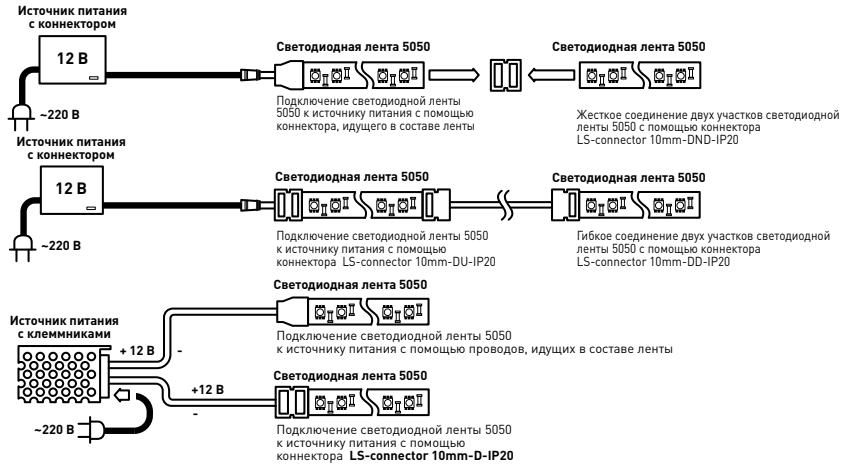 Источник питания
с коннектором
12 В
~220 В
Светодиодная лента 5050
Подключение светодиодной ленты
5050 к источнику питания с помощью
коннектора, идущего в составе ленты
Светодиодная лента 5050
Жесткое соединение двух участков светодиодной
ленты 5050 с помощью коннектора
LS-connector 10mm-DND-IP20
Источник питания
с коннектором
12 В
~220 В
Светодиодная лента 5050
Подключение светодиодной ленты 5050
к источнику питания с помощью
коннектора LS-connector 10mm-DU-IP20
Светодиодная лента 5050
Гибкое соединение двух участков светодиодной
ленты 5050 с помощью коннектора
LS-connector 10mm-DD-IP20
Источник питания
с клеммниками
+ 12 В
-
+12 В
-
~220 В
Светодиодная лента 5050
Подключение светодиодной ленты 5050
к источнику питания с помощью проводов, идущих в составе ленты
Светодиодная лента 5050
Подключение светодиодной ленты 5050
к источнику питания с помощью
коннектора LS-connector 10mm-D-IP20